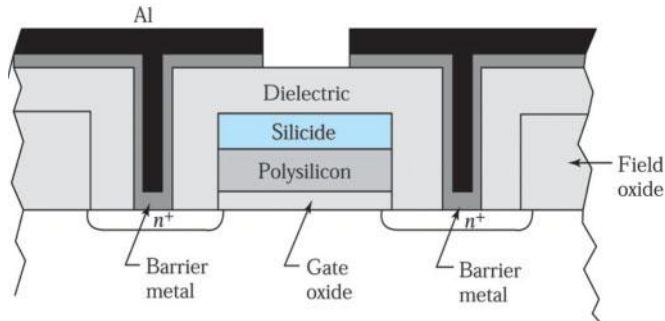 Al
Dielectric
Silicide
Polysilicon
Field
oxide
n+
n+
Barrier
metal
Gate
oxide
Barrier
metal